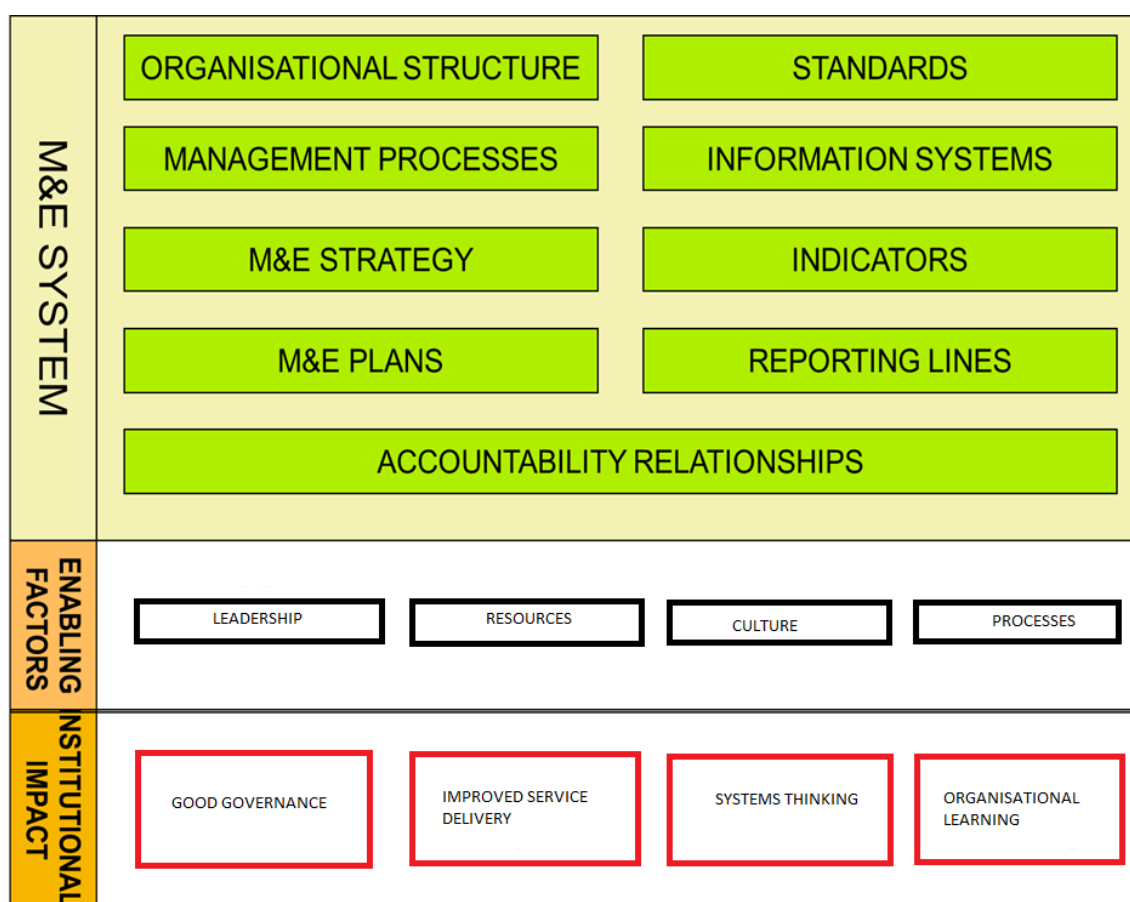 M&E SYSTEM
ORGANISATIONAL STRUCTURE
STANDARDS
MANAGEMENT PROCESSES
INFORMATION SYSTEMS
M&E STRATEGY
INDICATORS
M&E PLANS
REPORTING LINES
ACCOUNTABILITY RELATIONSHIPS
ENABLING
FACTORS
LEADERSHIP
RESOURCES
CULTURE
PROCESSES
INSTITUTIONAL
IMPACT
GOOD GOVERNANCE
IMPROVED SERVICE
DELIVERY
SYSTEMS THINKING
ORGANISATIONAL
LEARNING